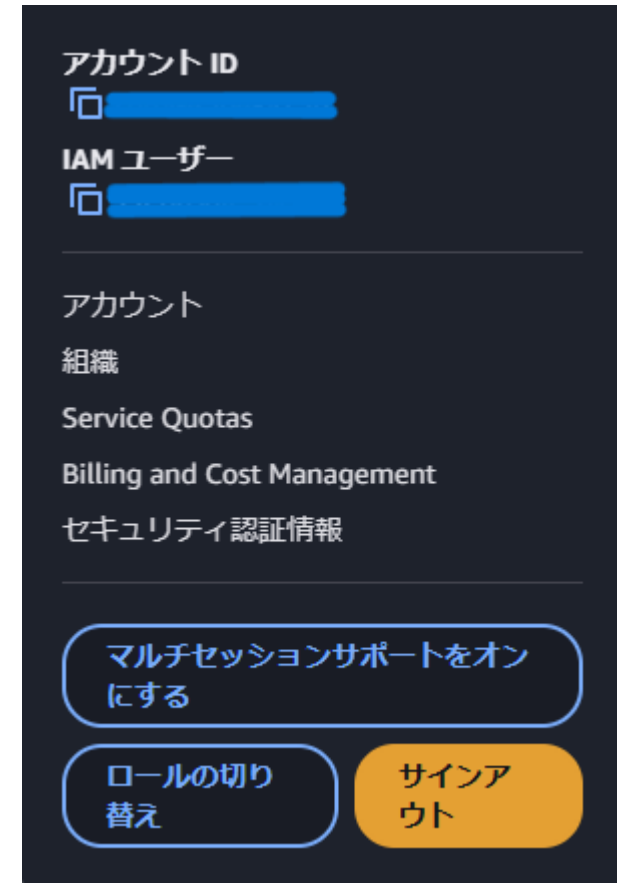 アカウント ID
IAM ユーザー
アカウント
組織
Service Quotas
Billing and Cost Management
セキュリティ認証情報
マルチセッションサポートをオン
にする
ロールの切り
替え
サインア
ウト